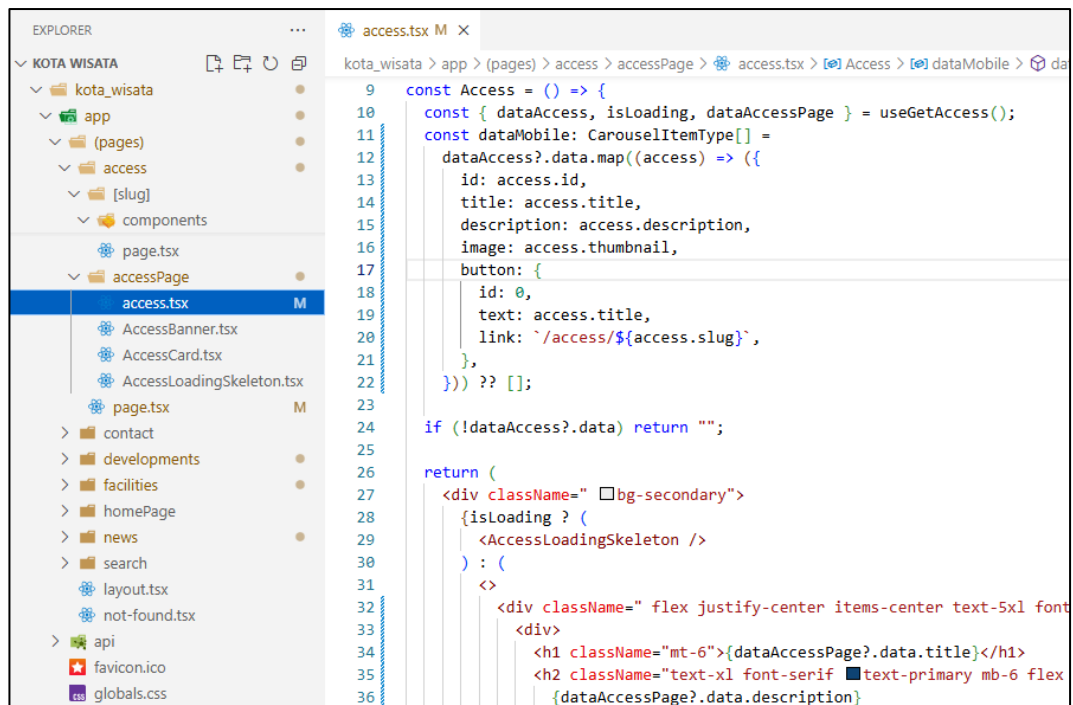 EXPLORER
KOTA WISATA
kota_wisata
app
(pages)
access
[slug]
components
page.tsx
accessPage
access.tsx M
AccessBanner.tsx
AccessCard.tsx
AccessLoadingSkeleton.tsx
page.tsx M
contact
developments
facilities
homePage
news
search
layout.tsx
not-found.tsx
api
favicon.ico
globals.css
access.tsx M ×
kota_wisata > app > (pages) > access > accessPage > access.tsx > Access > dataMobile > da
9 const Access = () => {
10 const { dataAccess, isLoading, dataAccessPage } = useGetAccess();
11 const dataMobile: CarouselItemType[] =
12 dataAccess?.data.map((access) => ({
13 id: access.id,
14 title: access.title,
15 description: access.description,
16 image: access.thumbnail,
17 button: {
18 id: 0,
19 text: access.title,
20 link: `/access/${access.slug}`,
21 },
22 })) ?? [];
23
24 if (!dataAccess?.data) return "";
25
26 return (
27 <div className=" bg-secondary">
28 {isLoading ? (
29 <AccessLoadingSkeleton />
30 ) : (
31 <>
32 <div className=" flex justify-center items-center text-5xl font
33 <div>
34 <h1 className="mt-6">{dataAccessPage?.data.title}</h1>
35 <h2 className="text-xl font-serif text-primary mb-6 flex
36 {dataAccessPage?.data.description}